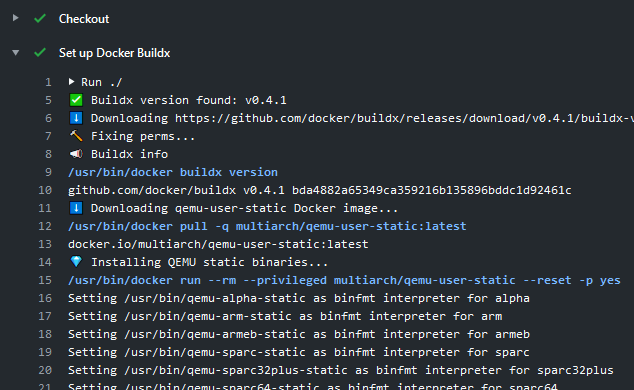 Checkout
Set up Docker Buildx
1 Run ./
5 Buildx version found: v0.4.1
6 Downloading https://github.com/docker/buildx/releases/download/v0.4.1/buildx-v
7 Fixing perms...
8 Buildx info
9 /usr/bin/docker buildx version
10 github.com/docker/buildx v0.4.1 bda4882a65349ca359216b135896bddc1d92461c
11 Downloading qemu-user-static Docker image...
12 /usr/bin/docker pull -q multiarch/qemu-user-static:latest
13 docker.io/multiarch/qemu-user-static:latest
14 Installing QEMU static binaries...
15 /usr/bin/docker run --rm --privileged multiarch/qemu-user-static --reset -p yes
16 Setting /usr/bin/qemu-alpha-static as binfmt interpreter for alpha
17 Setting /usr/bin/qemu-arm-static as binfmt interpreter for arm
18 Setting /usr/bin/qemu-armeb-static as binfmt interpreter for armeb
19 Setting /usr/bin/qemu-sparc-static as binfmt interpreter for sparc
20 Setting /usr/bin/qemu-sparc32plus-static as binfmt interpreter for sparc32plus
21 Setting /usr/bin/qemu-sparc64-static as binfmt interpreter for sparc64